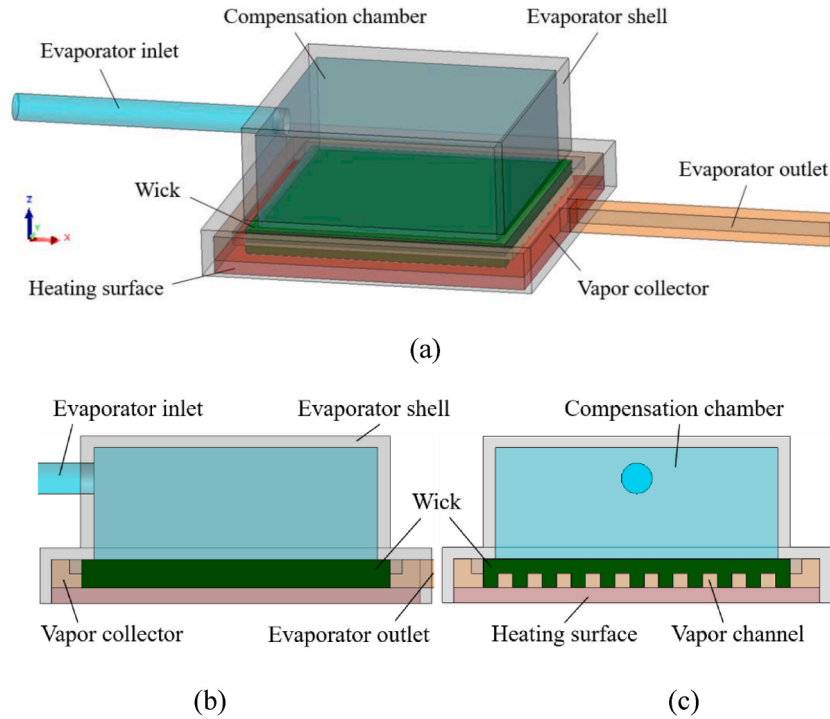 Compensation chamber
Evaporator shell
Evaporator inlet
Evaporator outlet
Wick
z
Y
X
Heating surface
Vapor collector
(a)
Evaporator inlet
Evaporator shell
Compensation chamber
Wick
Vapor collector
Evaporator outlet
Heating surface
Vapor channel
(b)
(c)